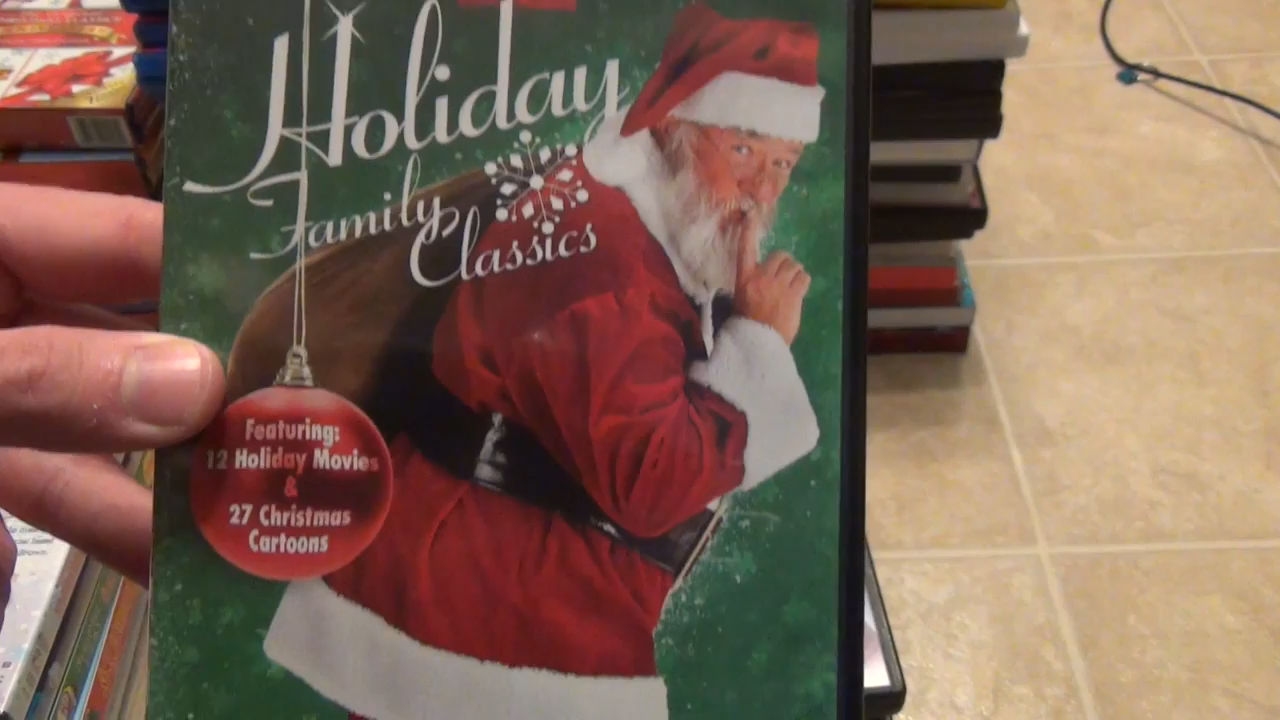 Holiday
Family
Classics
Featuring:
12 Holiday Movies
&
27 Christmas
Cartoons